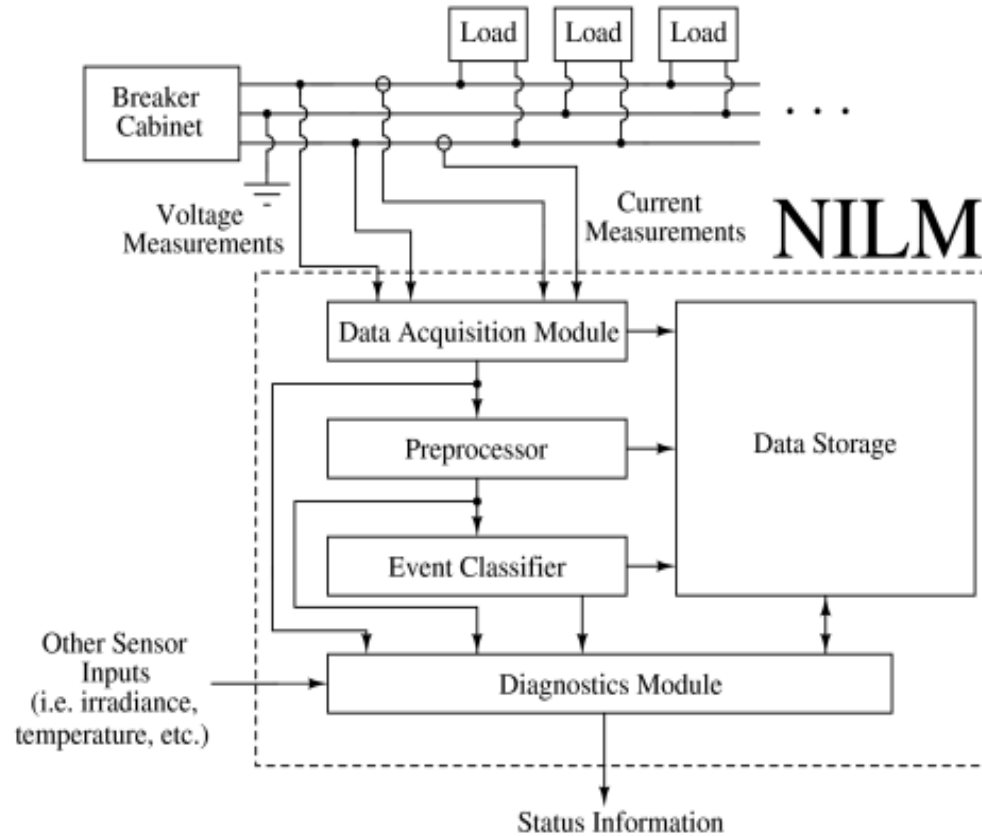 Load
Load
Load
Breaker
Cabinet
. . .
Voltage
Measurements
Current
Measurements
NILM
Data Acquisition Module
Preprocessor
Data Storage
Event Classifier
Other Sensor
Inputs
(i.e. irradiance,
temperature, etc.)
Diagnostics Module
Status Information